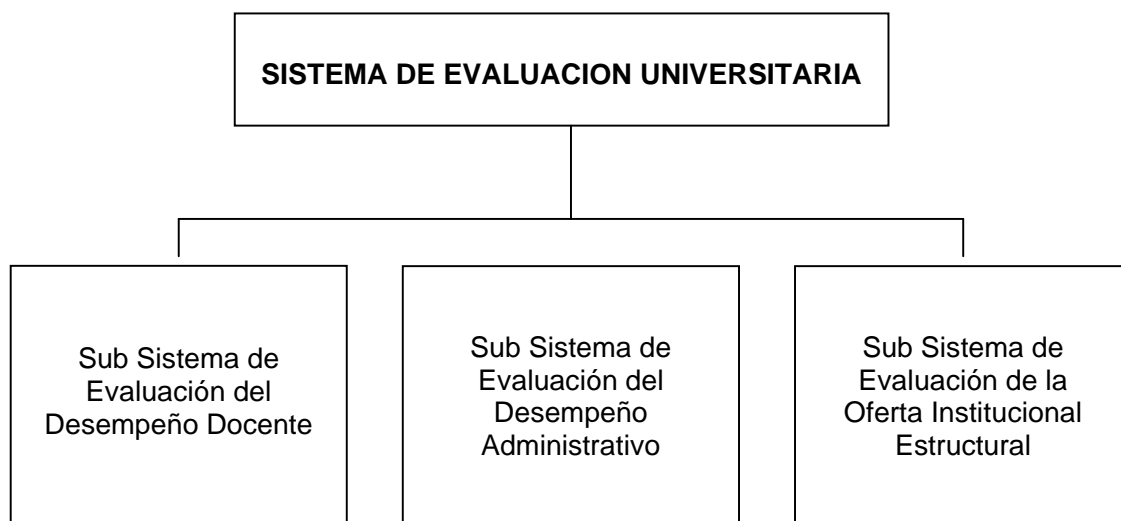 SISTEMA DE EVALUACION UNIVERSITARIA
Sub Sistema de
Evaluación del
Desempeño Docente
Sub Sistema de
Evaluación del
Desempeño
Administrativo
Sub Sistema de
Evaluación de la
Oferta Institucional
Estructural